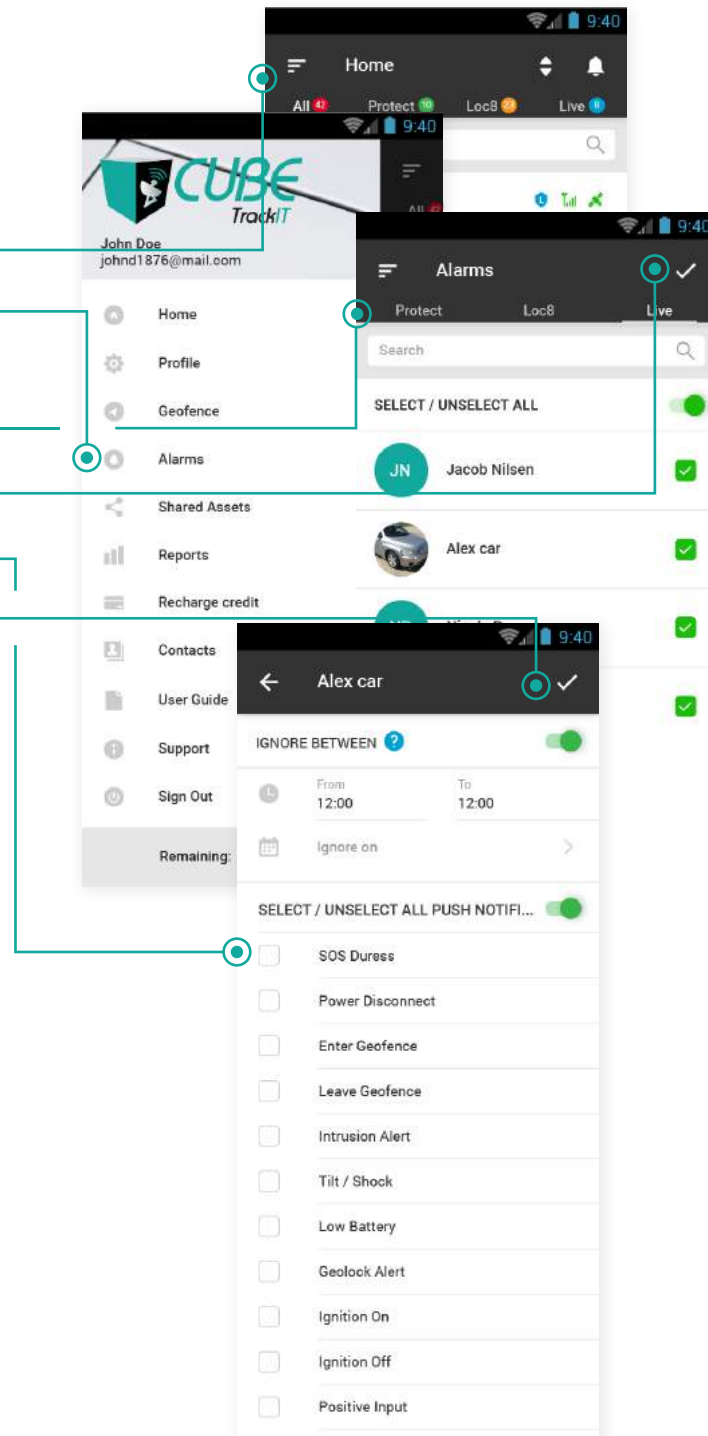 9:40
Home
All 42 Protect 10 Loc8 23 Live 9
9:40
CUBE
TrackIT
All 42
John Doe
johnd1876@mail.com
Home
Profile
Geofence
Alarms
Shared Assets
Reports
Recharge credit
Contacts
User Guide
Support
Sign Out
Remaining:
9:40
Alarms
Protect Loc8 Live
Search
SELECT / UNSELECT ALL
JN Jacob Nilsen
Alex car
9:40
Alex car
IGNORE BETWEEN ?
From To
12:00 12:00
Ignore on
SELECT / UNSELECT ALL PUSH NOTIFI...
SOS Duress
Power Disconnect
Enter Geofence
Leave Geofence
Intrusion Alert
Tilt / Shock
Low Battery
Geolock Alert
Ignition On
Ignition Off
Positive Input